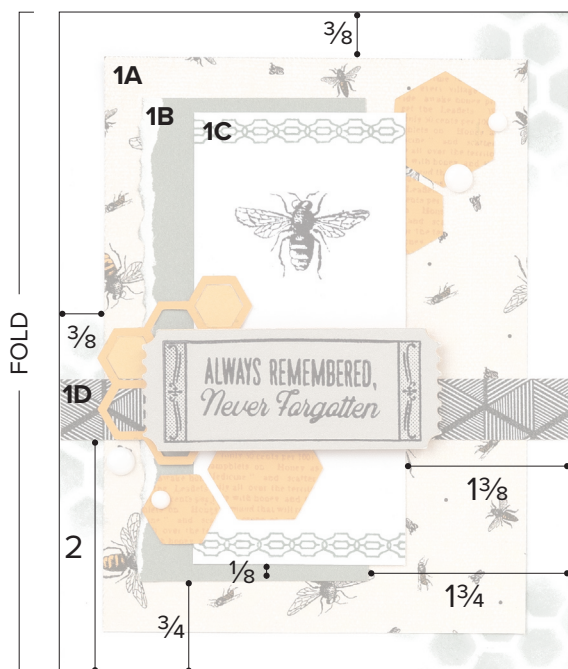 3/8
1A
1B
1C
3/8
FOLD
ALWAYS REMEMBERED,
1D
Never Forgotten
1 3/8
2
1/8
1 3/4
3/4